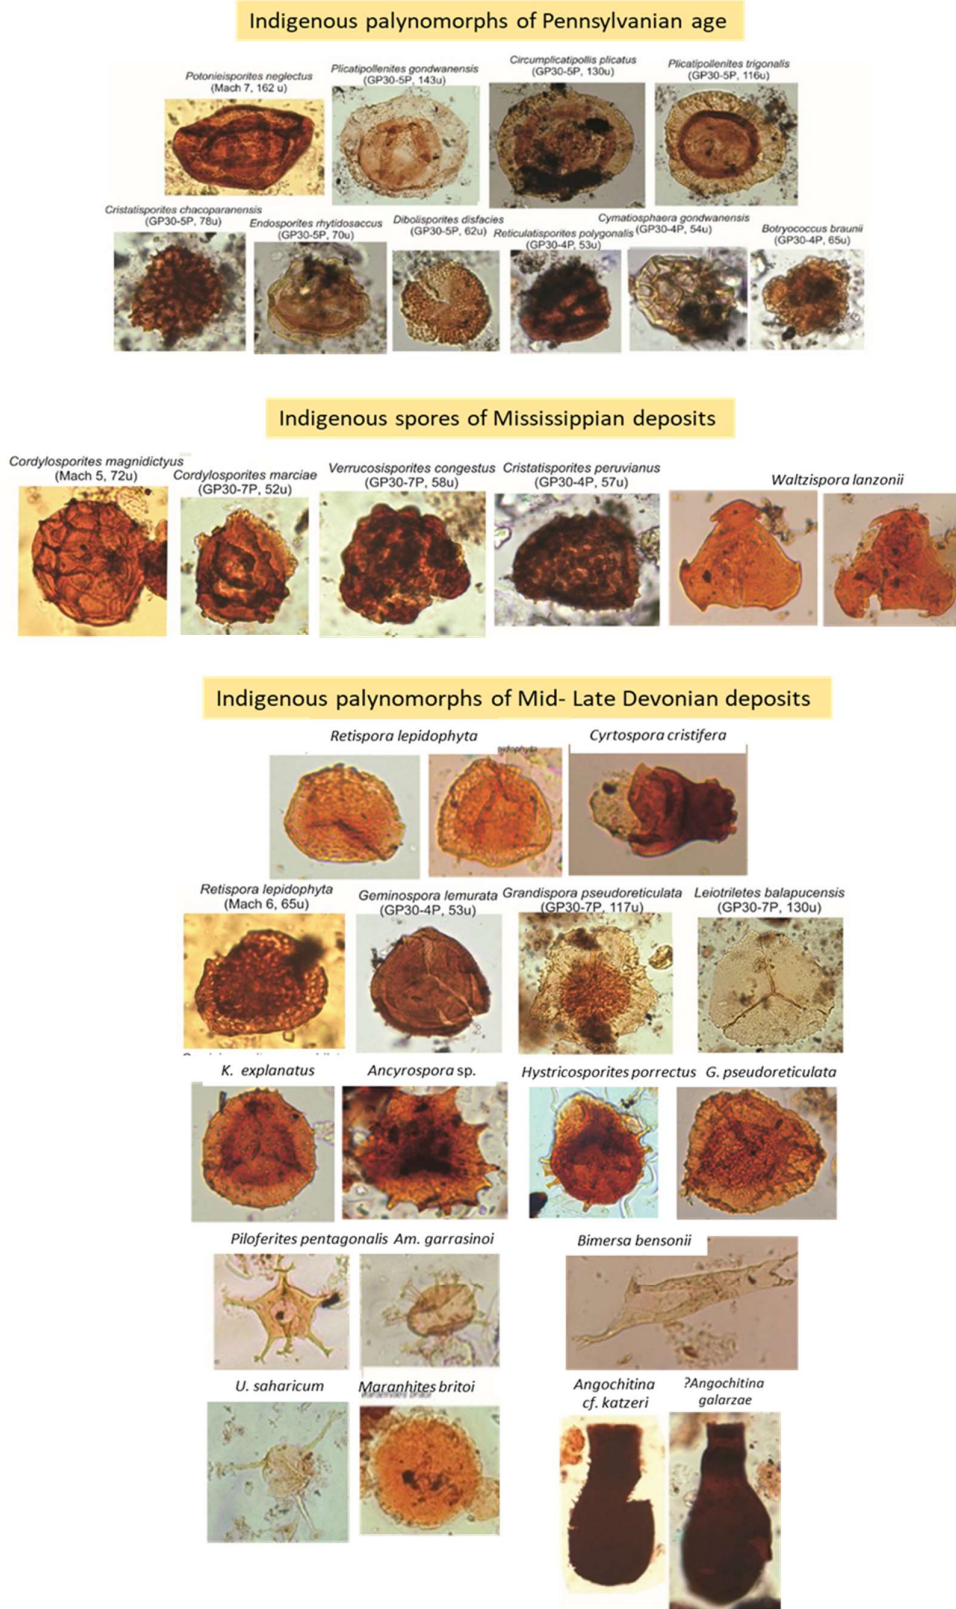 Indigenous palynomorphs of Pennsylvanian age
Potonieisporites neglectus
(Mach 7, 162 u)
Plicatipollenites gondwanensis
(GP30-5P, 143u)
Circumplicatipollis plicatus
(GP30-5P, 130u)
Plicatipollenites trigonalis
(GP30-5P, 116u)
Cristatisporites chacoparanensis
(GP30-5P, 78u)
Endosporites rhytidosaccus
(GP30-5P, 70u)
Dibolisporites disfacies
(GP30-5P, 62u)
Reticulatisporites polygonalis
(GP30-4P, 53u)
Cymatiosphaera gondwanensis
(GP30-4P, 54u)
Botryococcus braunii
(GP30-4P, 65u)
Indigenous spores of Mississippian deposits
Cordylosporites magnidictyus
(Mach 5, 72u)
Cordylosporites marciae
(GP30-7P, 52u)
Verrucosisporites congestus
(GP30-7P, 58u)
Cristatisporites peruvianus
(GP30-4P, 57u)
Waltzispora lanzonii
Indigenous palynomorphs of Mid- Late Devonian deposits
Retispora lepidophyta
Cyrtospora cristifera
Retispora lepidophyta
(Mach 6, 65u)
Geminospora lemurata
(GP30-4P, 53u)
Grandispora pseudoreticulata
(GP30-7P, 117u)
Leiotriletes balapucensis
(GP30-7P, 130u)
K. explanatus
Ancyrospora sp.
Hystricosporites porrectus
G. pseudoreticulata
Piloferites pentagonalis
Am. garrasinoi
Bimersa bensonii
U. saharicum
Maranhites britoi
Angochitina
cf. katzeri
?Angochitina
galarzae